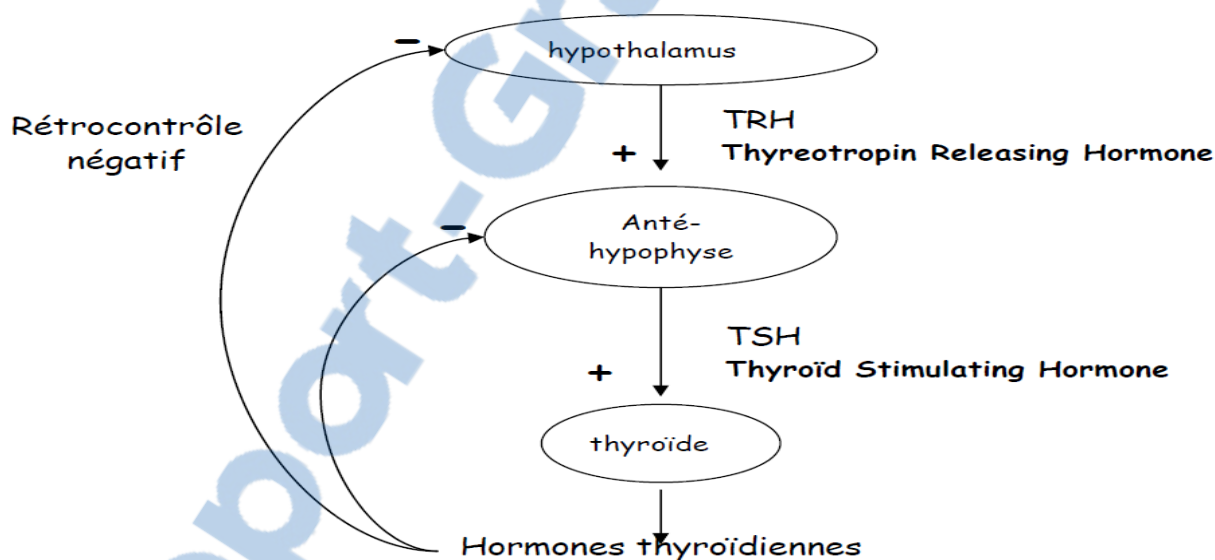 hypothalamus
Rétrocontrôle
négatif
TRH
Thyreotropin Releasing Hormone
+
Anté-
hypophyse
TSH
Thyroïd Stimulating Hormone
+
thyroïde
Hormones thyroïdiennes